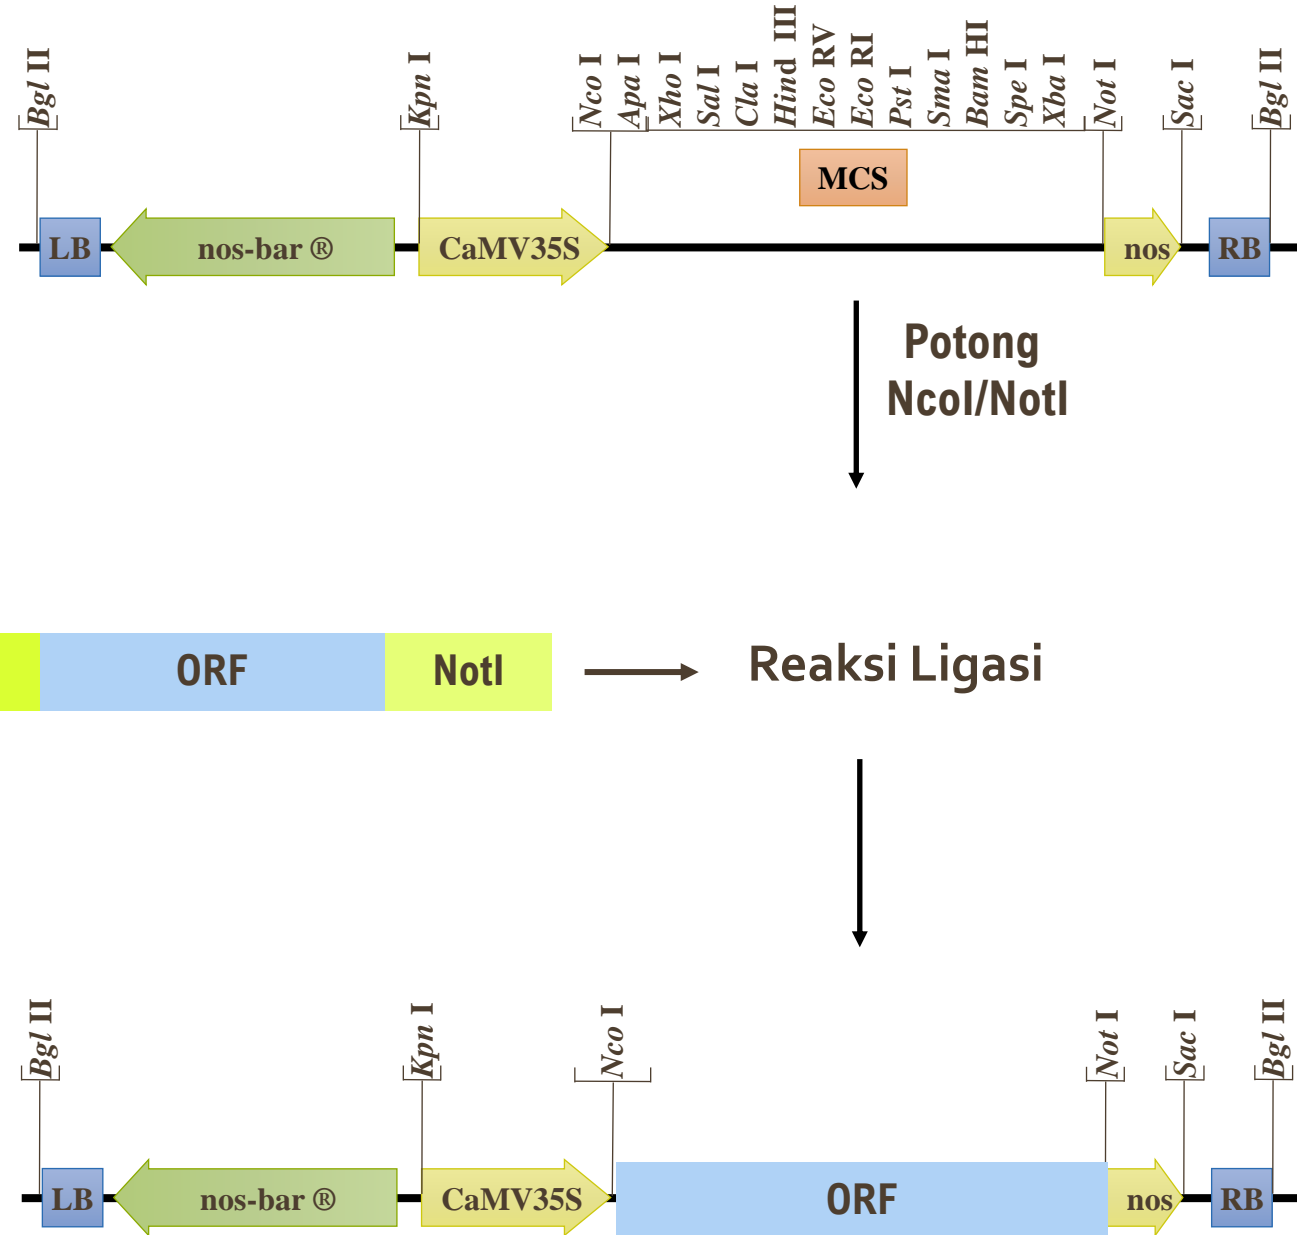 Bgl II
Kpn I
Nco I
Apa I
Xho I
Sal I
Cla I
Hind III
Eco RV
Eco RI
Pst I
Sma I
Bam HI
Spe I
Xba I
Not I
Sac I
Bgl II
MCS
LB
nos-bar ®
CaMV35S
nos
RB
Potong
NcoI/NotI
ORF
NotI
Reaksi Ligasi
Bgl II
Kpn I
Nco I
Not I
Sac I
Bgl II
LB
nos-bar ®
CaMV35S
ORF
nos
RB